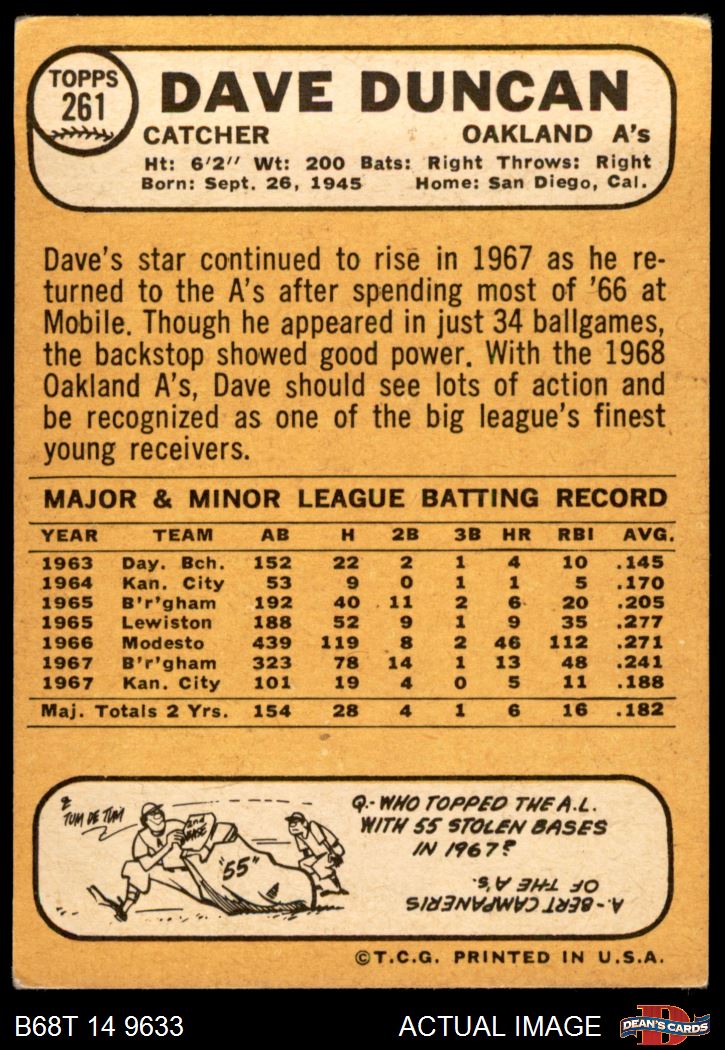 TOPPS
261
DAVE DUNCAN
CATCHER OAKLAND A's
Ht: 6'2" Wt: 200 Bats: Right Throws: Right
Born: Sept. 26, 1945 Home: San Diego, Cal.
Dave's star continued to rise in 1967 as he re-
turned to the A's after spending most of '66 at
Mobile. Though he appeared in just 34 ballgames,
the backstop showed good power. With the 1968
Oakland A's, Dave should see lots of action and
be recognized as one of the big league's finest
young receivers.
MAJOR & MINOR LEAGUE BATTING RECORD
YEAR TEAM AB H 2B 3B HR RBI AVG.
1963 Day. Bch. 152 22 2 1 4 10 .145
1964 Kan. City 53 9 0 1 1 5 .170
1965 B'r'gham 192 40 11 2 6 20 .205
1965 Lewiston 188 52 9 1 9 35 .277
1966 Modesto 439 119 8 2 46 112 .271
1967 B'r'gham 323 78 14 1 13 48 .241
1967 Kan. City 101 19 4 0 5 11 .188
Maj. Totals 2 Yrs. 154 28 4 1 6 16 .182
TUM DE TUM
2nd
BASE
"55"
A
Q.-WHO TOPPED THE A.L.
WITH 55 STOLEN BASES
IN 1967?
A.-BERT CAMPANERIS
OF THE A's.
©T.C.G. PRINTED IN U.S.A.
B68T 14 9633 ACTUAL IMAGE
D
DEAN'S CARDS